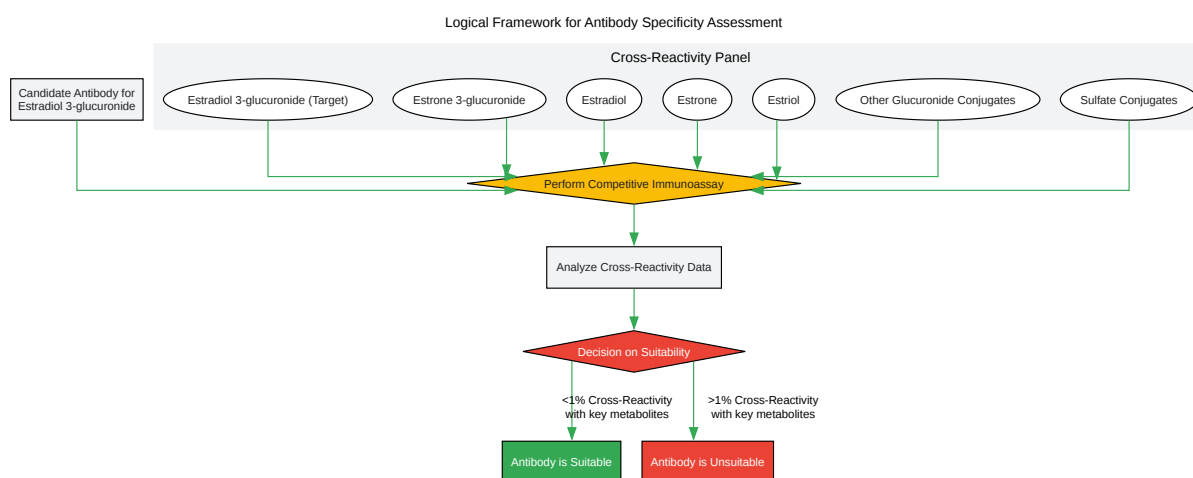 Logical Framework for Antibody Specificity Assessment
Cross-Reactivity Panel
Candidate Antibody for
Estradiol 3-glucuronide
Estradiol 3-glucuronide (Target)
Estrone 3-glucuronide
Estradiol
Estrone
Estriol
Other Glucuronide Conjugates
Sulfate Conjugates
Perform Competitive Immunoassay
Analyze Cross-Reactivity Data
Decision on Suitability
<1% Cross-Reactivity
with key metabolites
>1% Cross-Reactivity
with key metabolites
Antibody is Suitable
Antibody is Unsuitable